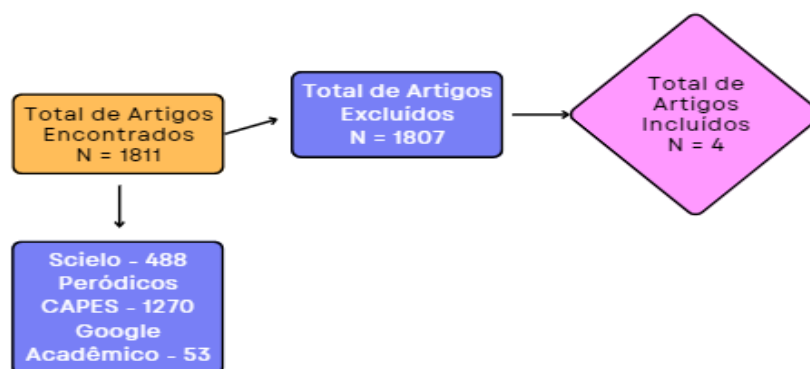 Total de Artigos
Encontrados
N = 1811
Total de Artigos
Excluídos
N = 1807
Total de
Artigos
Incluídos
N = 4
Scielo - 488
Peródicos
CAPES - 1270
Google
Acadêmico - 53